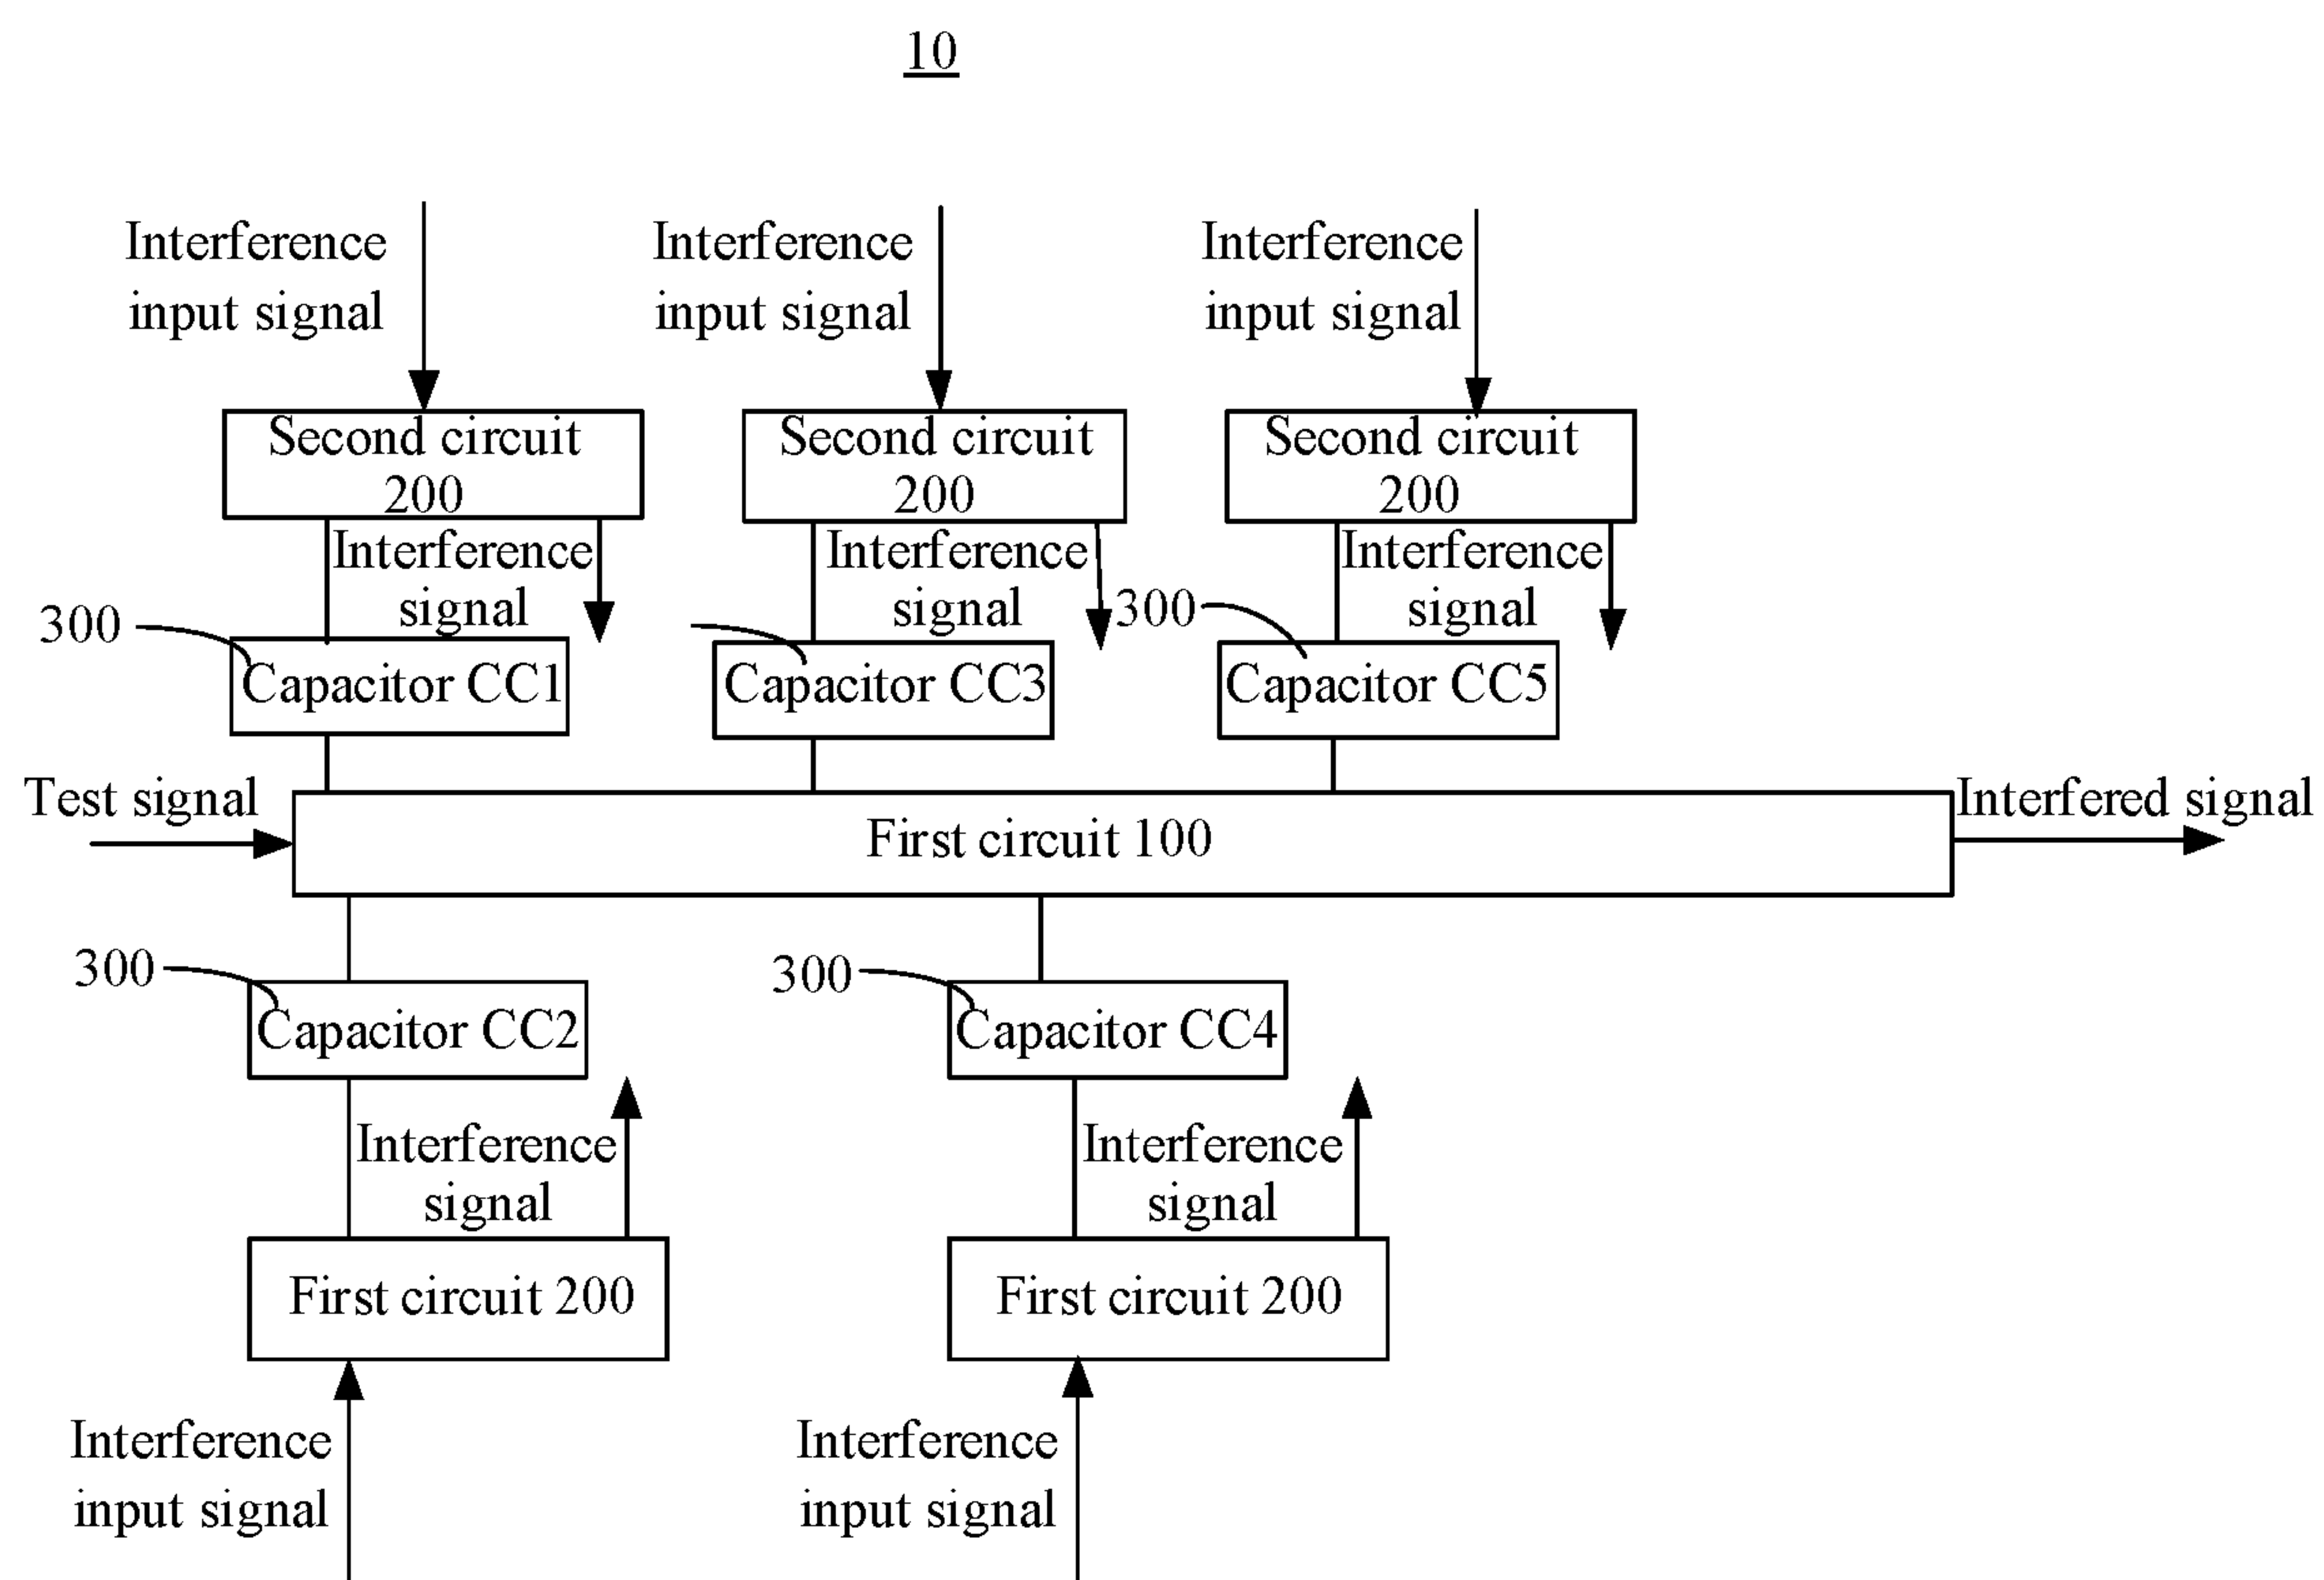 10
Interference
input signal
Interference
input signal
Interference
input signal
Second circuit
200
Second circuit
200
Second circuit
200
Interference
signal
Interference
signal
Interference
signal
300
300
Capacitor CC1
Capacitor CC3
Capacitor CC5
Test signal
First circuit 100
Interfered signal
300
Capacitor CC2
300
Capacitor CC4
Interference
signal
Interference
signal
First circuit 200
First circuit 200
Interference
input signal
Interference
input signal